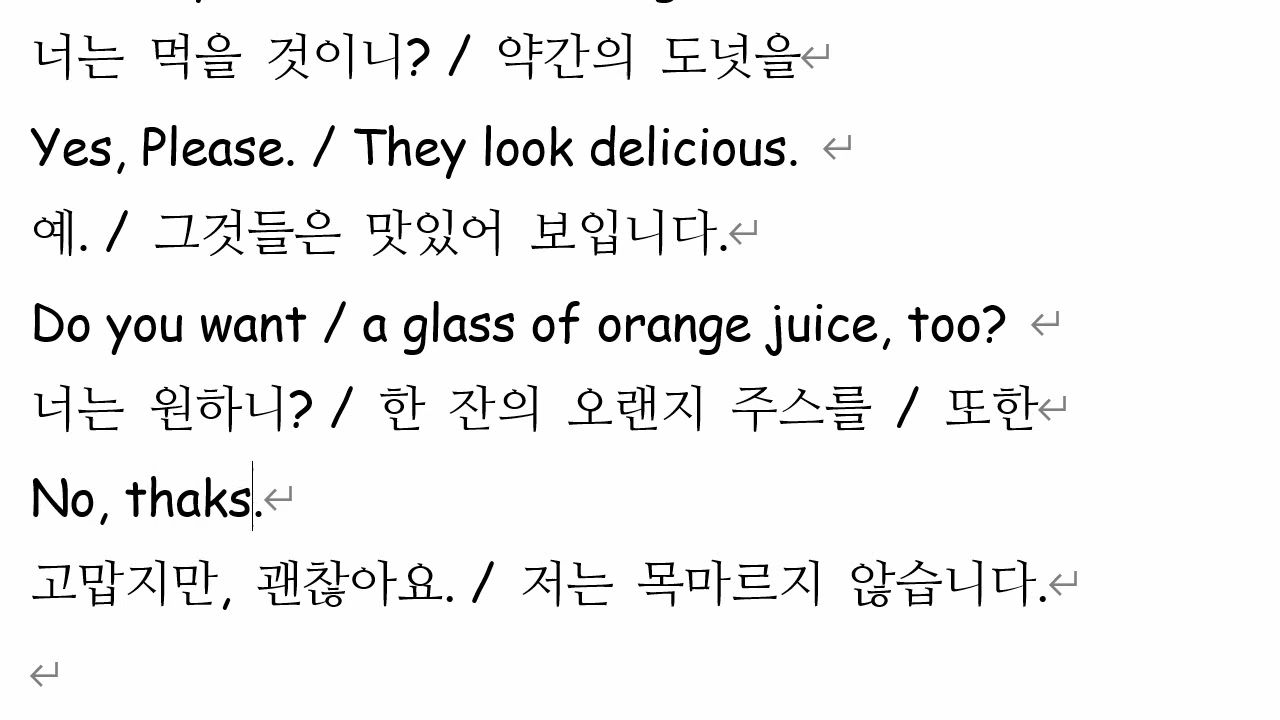 너는 먹을 것이니? / 약간의 도넛을
Yes, Please. / They look delicious.
예. / 그것들은 맛있어 보입니다.
Do you want / a glass of orange juice, too?
너는 원하니? / 한 잔의 오랜지 주스를 / 또한
No, thaks.
고맙지만, 괜찮아요. / 저는 목마르지 않습니다.